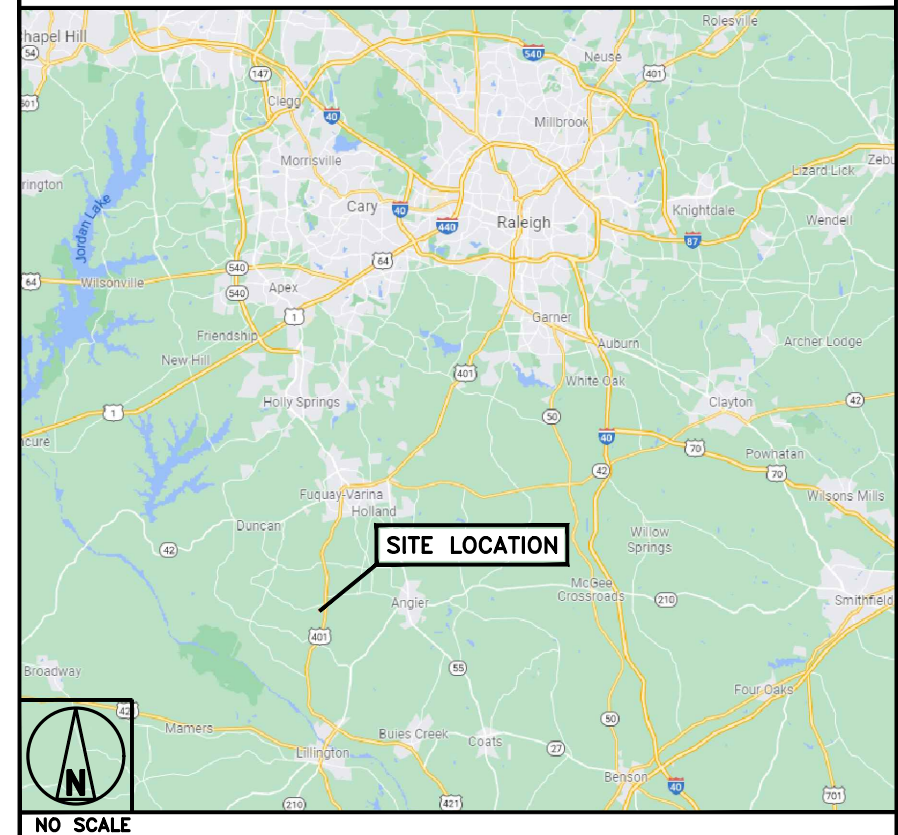 Rolesville
hapel Hill
54
540
Neuse
147
401
Clegg
601
40
Millbrook
Morrisville
Zebu
Lizard Lick
rington
Cary
40
Knightdale
Raleigh
440
Wendell
Jordan Lake
87
64
540
64
Wilsonville
Apex
540
1
Garner
Friendship
Auburn
Archer Lodge
New Hill
401
White Oak
Holly Springs
Clayton
42
1
50
40
ncure
70
Pownatan
42
70
Fuquay-Varina
Wilsons Mills
Holland
Duncan
Willow
Springs
SITE LOCATION
42
McGee
Crossroads
Angier
210
Smithfield
401
55
Broadway
Four Oaks
42
50
Mamers
Buies Creek
Coats
27
Lillington
Benson
N
40
210
421
701
NO SCALE